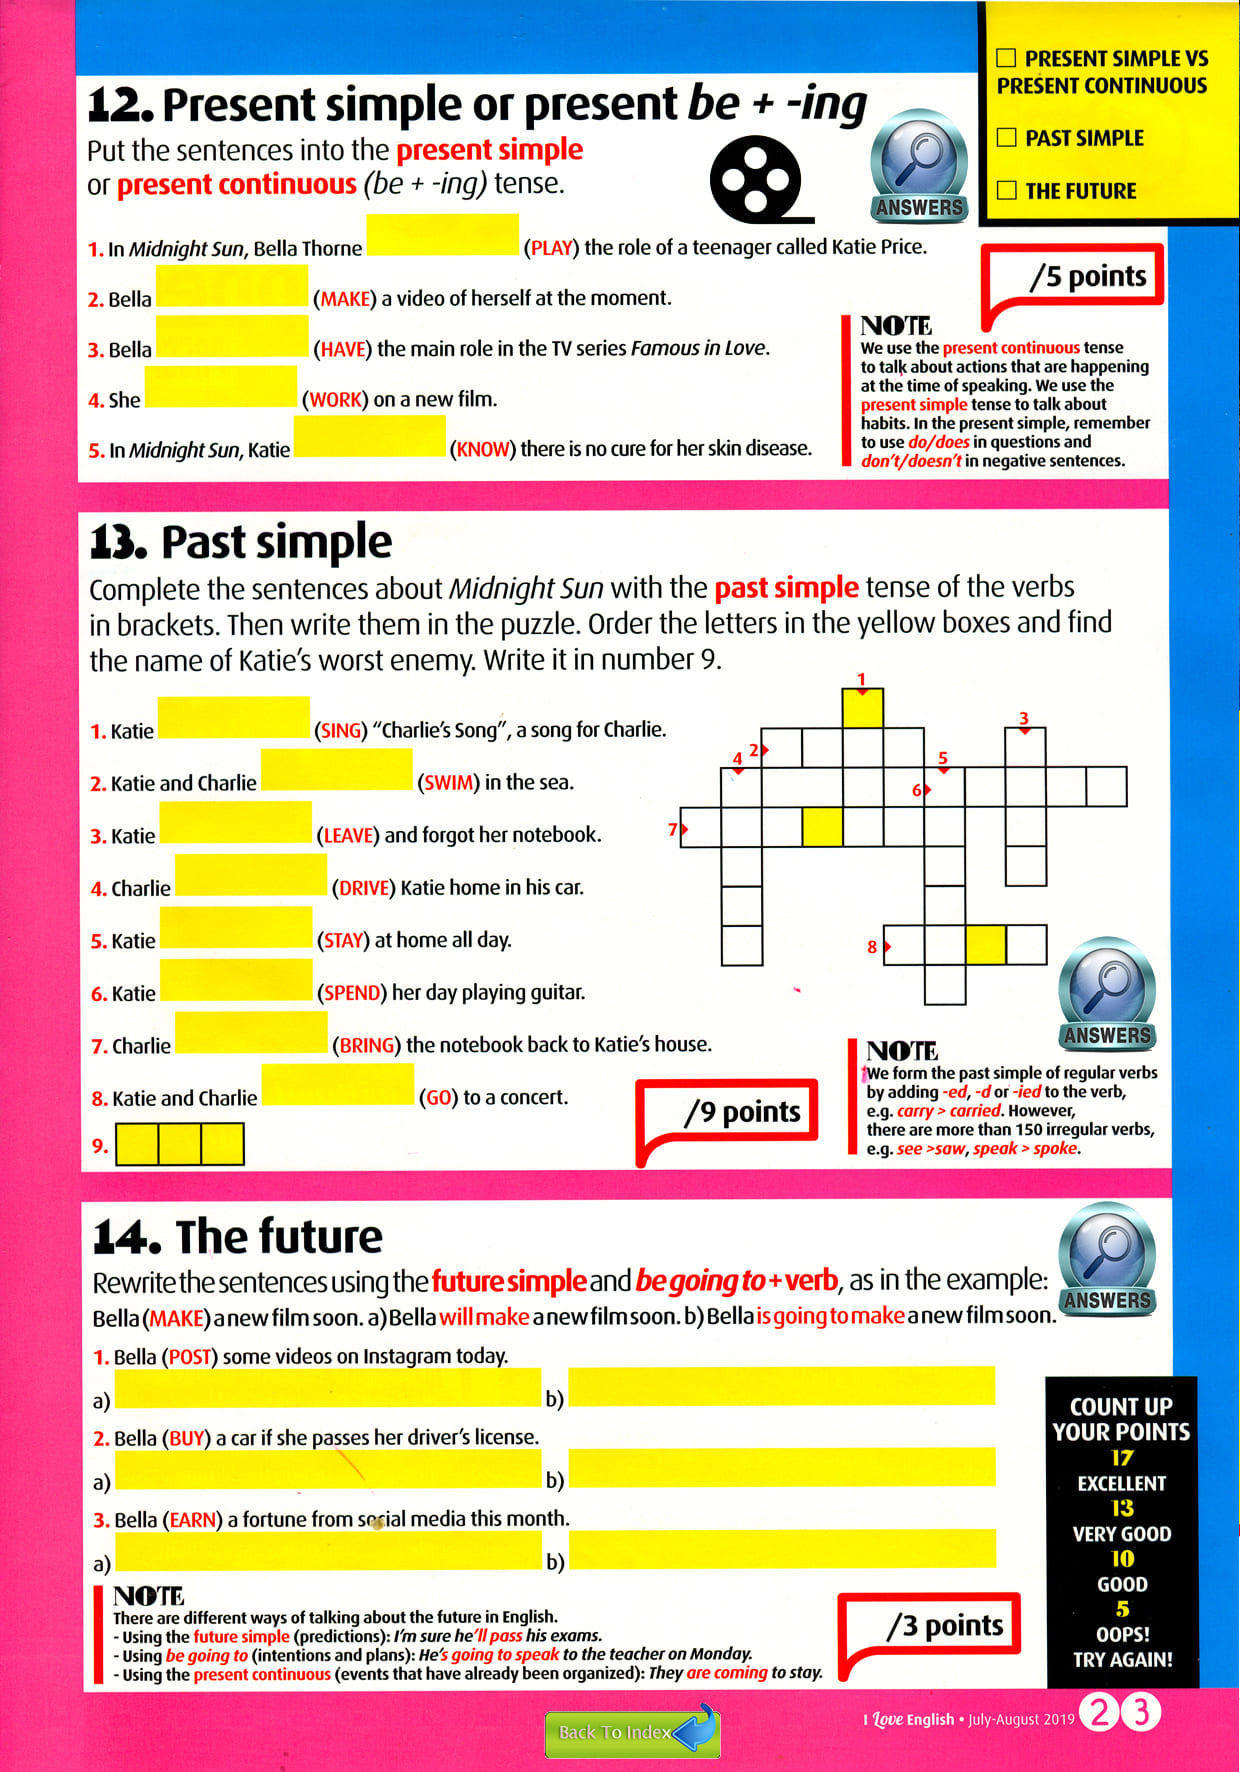 PRESENT SIMPLE VS
PRESENT CONTINUOUS
PAST SIMPLE
THE FUTURE
12. Present simple or present be + -ing
Put the sentences into the present simple
or present continuous (be + -ing) tense.
ANSWERS
1. In Midnight Sun, Bella Thorne (PLAY) the role of a teenager called Katie Price.
2. Bella (MAKE) a video of herself at the moment.
3. Bella (HAVE) the main role in the TV series Famous in Love.
4. She (WORK) on a new film.
5. In Midnight Sun, Katie (KNOW) there is no cure for her skin disease.
/5 points
NOTE
We use the present continuous tense
to talk about actions that are happening
at the time of speaking. We use the
present simple tense to talk about
habits. In the present simple, remember
to use do/does in questions and
don't/doesn't in negative sentences.
13. Past simple
Complete the sentences about Midnight Sun with the past simple tense of the verbs
in brackets. Then write them in the puzzle. Order the letters in the yellow boxes and find
the name of Katie's worst enemy. Write it in number 9.
1. Katie (SING) "Charlie's Song", a song for Charlie.
2. Katie and Charlie (SWIM) in the sea.
3. Katie (LEAVE) and forgot her notebook.
4. Charlie (DRIVE) Katie home in his car.
5. Katie (STAY) at home all day.
6. Katie (SPEND) her day playing guitar.
7. Charlie (BRING) the notebook back to Katie's house.
8. Katie and Charlie (GO) to a concert.
9.
1
3
2
4
5
6
7
8
ANSWERS
/9 points
NOTE
We form the past simple of regular verbs
by adding -ed, -d or -ied to the verb,
e.g. carry > carried. However,
there are more than 150 irregular verbs,
e.g. see >saw, speak > spoke.
14. The future
Rewrite the sentences using the future simple and be going to + verb, as in the example:
Bella (MAKE) a new film soon. a) Bella will make a new film soon. b) Bella is going to make a new film soon.
ANSWERS
1. Bella (POST) some videos on Instagram today.
a) b)
2. Bella (BUY) a car if she passes her driver's license.
a) b)
3. Bella (EARN) a fortune from social media this month.
a) b)
NOTE
There are different ways of talking about the future in English.
- Using the future simple (predictions): I'm sure he'll pass his exams.
- Using be going to (intentions and plans): He's going to speak to the teacher on Monday.
- Using the present continuous (events that have already been organized): They are coming to stay.
/3 points
COUNT UP
YOUR POINTS
17
EXCELLENT
13
VERY GOOD
10
GOOD
5
OOPS!
TRY AGAIN!
I Love English • July-August 2019 23
Back To Index